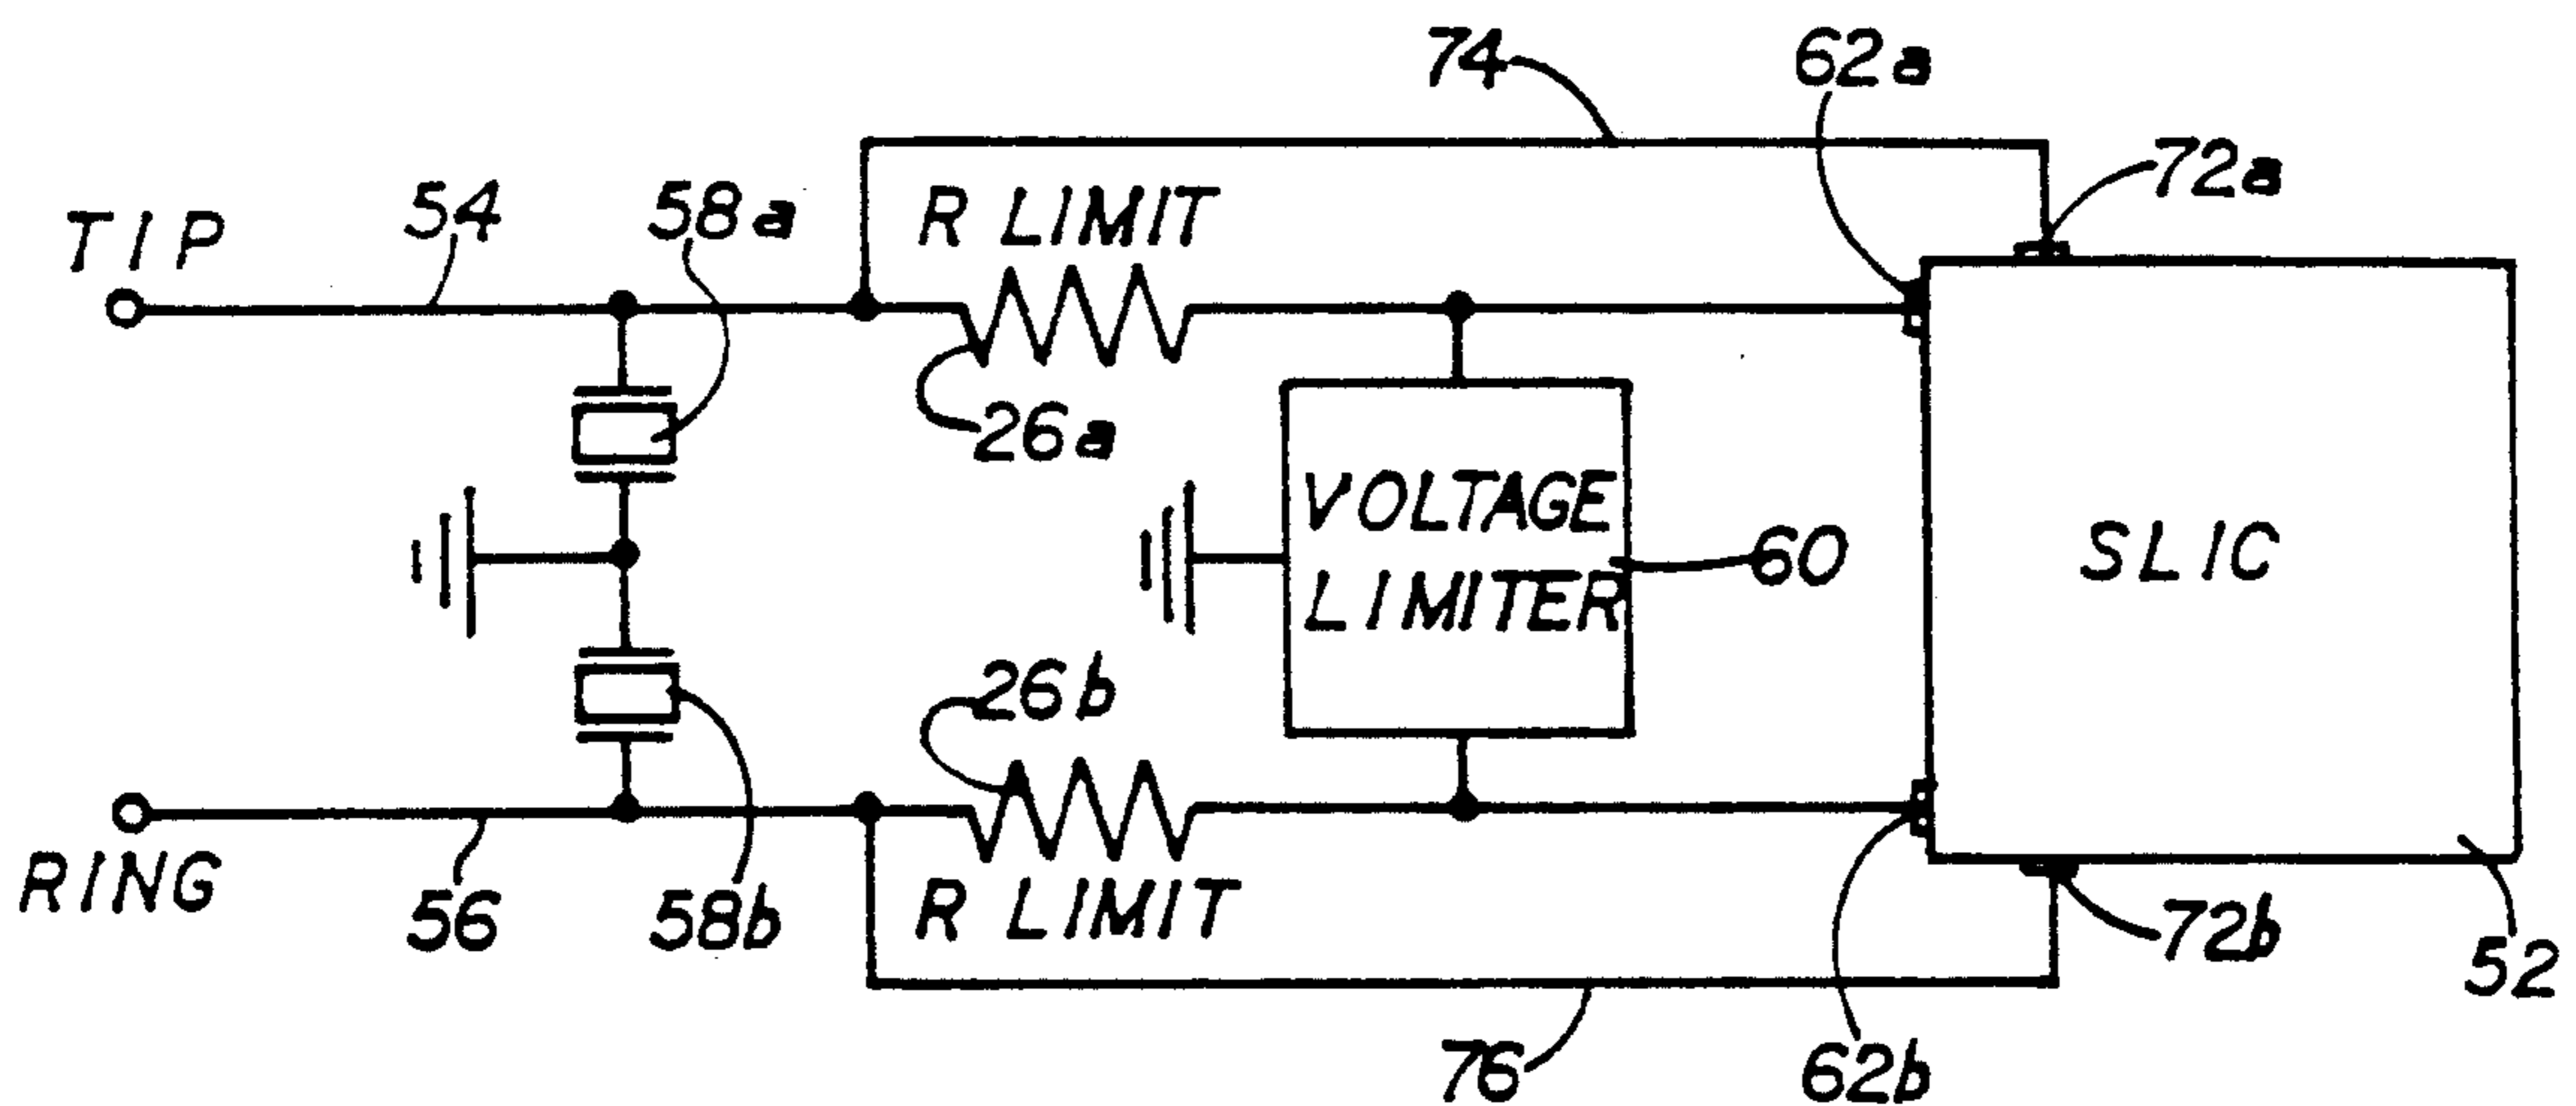 74
62a
72a
TIP
54
58a
R LIMIT
26a
VOLTAGE
LIMITER
60
SLIC
26b
RING
56
58b
R LIMIT
72b
52
76
62b